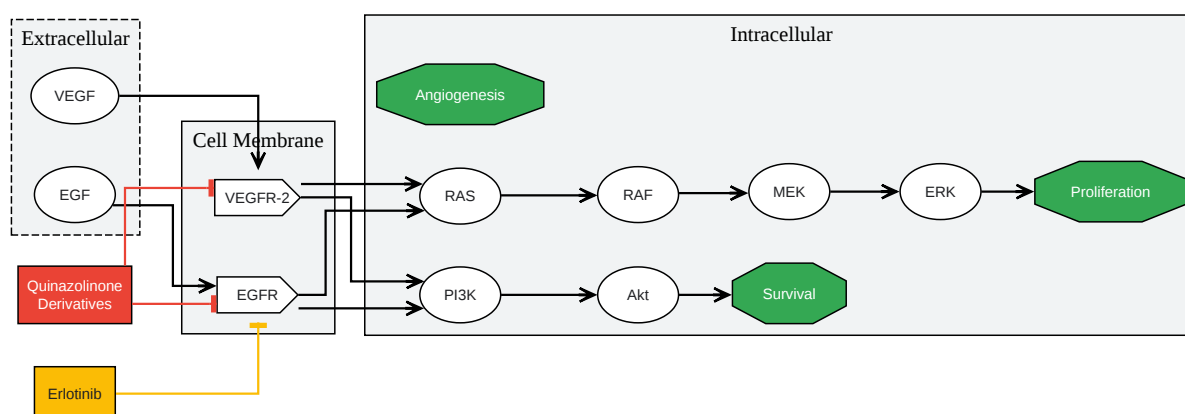 Extracellular
Intracellular
VEGF
Angiogenesis
Cell Membrane
EGF
VEGFR-2
RAS
RAF
MEK
ERK
Proliferation
Quinazolinone
Derivatives
EGFR
PI3K
Akt
Survival
Erlotinib